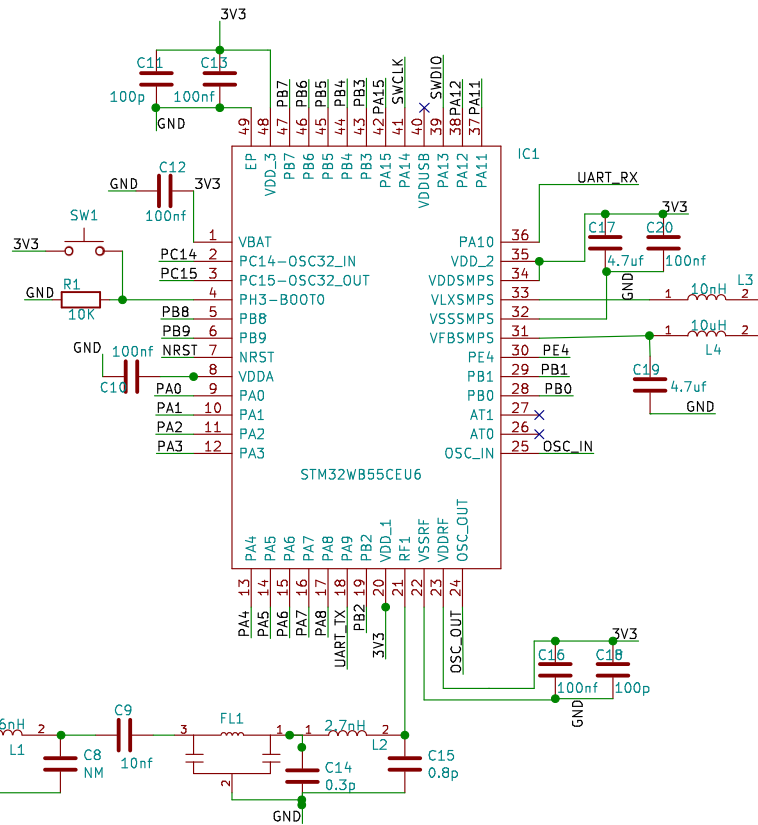 3V3
C11
C13
100p
100nf
GND
PB7
PB6
PB5
PB4
PB3
PA15
SWCLK
SWDIO
PA12
PA11
49
48
47
46
45
44
43
42
41
40
39
38
37
EP
VDD_3
PB7
PB6
PB5
PB4
PB3
PA15
PA14
VDDUSB
PA13
PA12
PA11
IC1
C12
GND
3V3
100nf
SW1
3V3
R1
GND
10K
PC14
PC15
PB8
PB9
NRST
GND
100nf
C10
PA0
PA1
PA2
PA3
1 VBAT
2 PC14-OSC32_IN
3 PC15-OSC32_OUT
4 PH3-BOOT0
5 PB8
6 PB9
7 NRST
8 VDDA
9 PA0
10 PA1
11 PA2
12 PA3
PA10 36
VDD_2 35
VDDSMPS 34
VLXSMPS 33
VSSSMPS 32
VFBSMPS 31
PE4 30 PE4
PB1 29 PB1
PB0 28 PB0
AT1 27
AT0 26
OSC_IN 25 OSC_IN
UART_RX
3V3
C17
C20
4.7uf
100nf
GND
L3
1 10nH 2
1 10uH 2
L4
C19
4.7uf
GND
STM32WB55CEU6
PA4
PA5
PA6
PA7
PA8
PA9
PB2
VDD_1
RF1
VSSRF
VDDRF
OSC_OUT
13
14
15
16
17
18
19
20
21
22
23
24
PA4
PA5
PA6
PA7
PA8
UART_TX
PB2
3V3
OSC_OUT
3V3
C16
C18
100nf
100p
GND
6nH 2
L1
C9
10nf
C8
NM
3 FL1 1
2
1 2.7nH 2
L2
C14
0.3p
C15
0.8p
GND